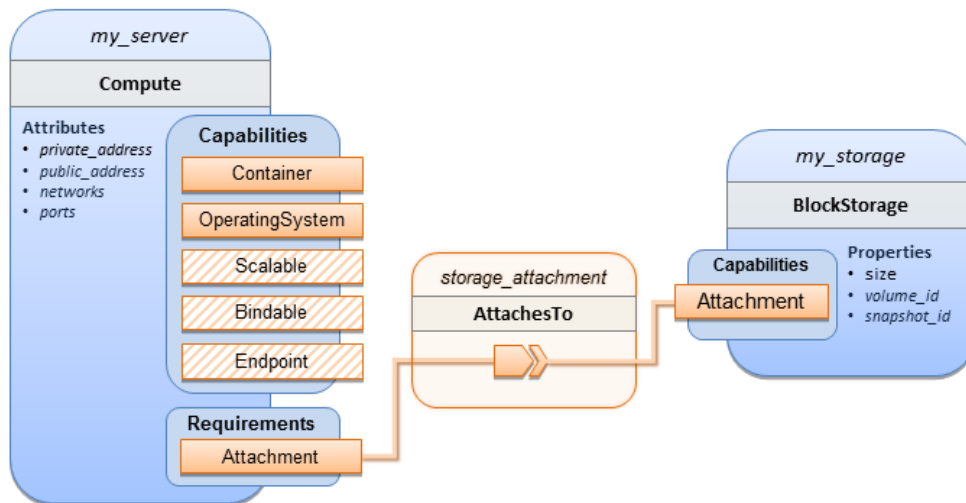 my_server
Compute
Attributes
• private_address
• public_address
• networks
• ports
Capabilities
Container
OperatingSystem
Scalable
Bindable
Endpoint
Requirements
Attachment
storage_attachment
AttachesTo
my_storage
BlockStorage
Capabilities
Attachment
Properties
• size
• volume_id
• snapshot_id